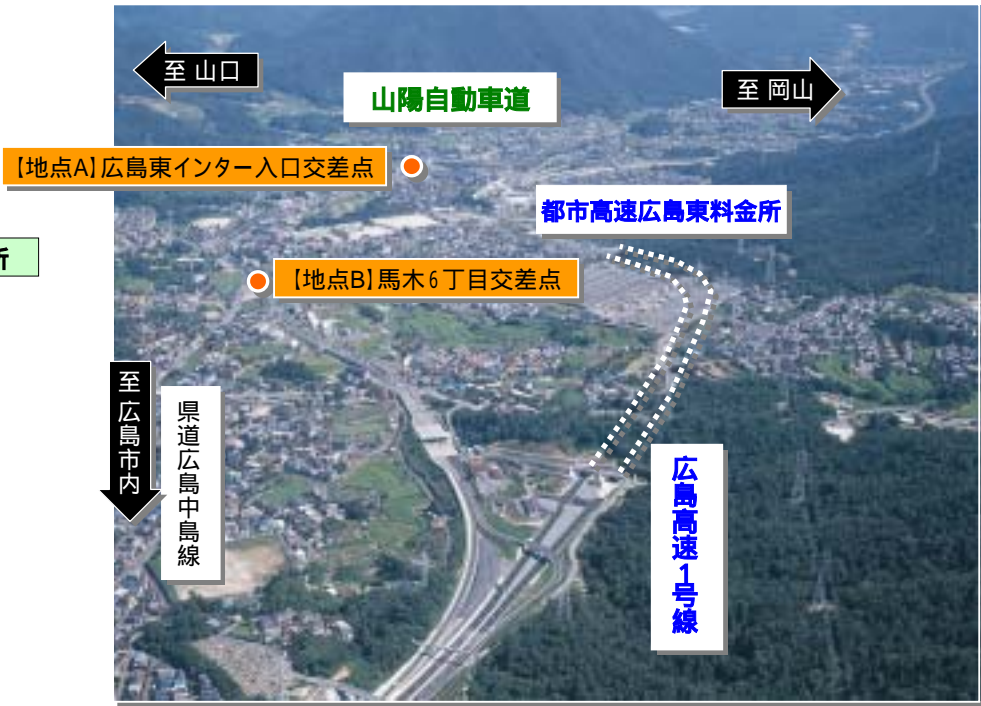 至 山口
山陽自動車道
至 岡山
【地点A】広島東インター入口交差点
都市高速広島東料金所
所
【地点B】馬木6丁目交差点
至 広島市内
県道広島中島線
広島高速1号線